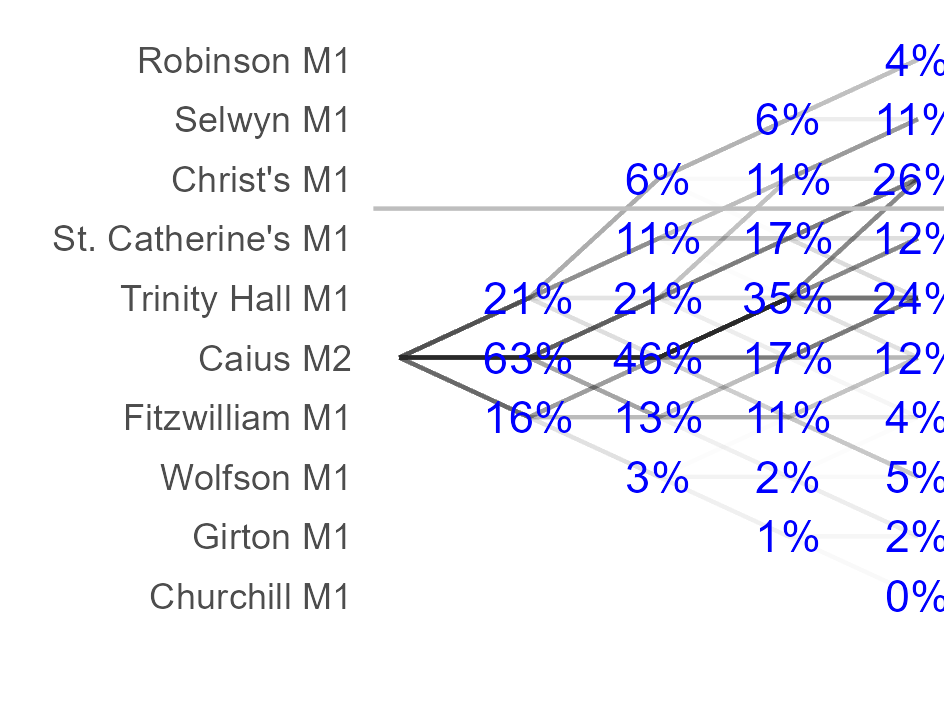 Robinson M1 4%
Selwyn M1 6% 11%
Christ's M1 6% 11% 26%
St. Catherine's M1 11% 17% 12%
Trinity Hall M1 21% 21% 35% 24%
Caius M2 63% 46% 17% 12%
Fitzwilliam M1 16% 13% 11% 4%
Wolfson M1 3% 2% 5%
Girton M1 1% 2%
Churchill M1 0%